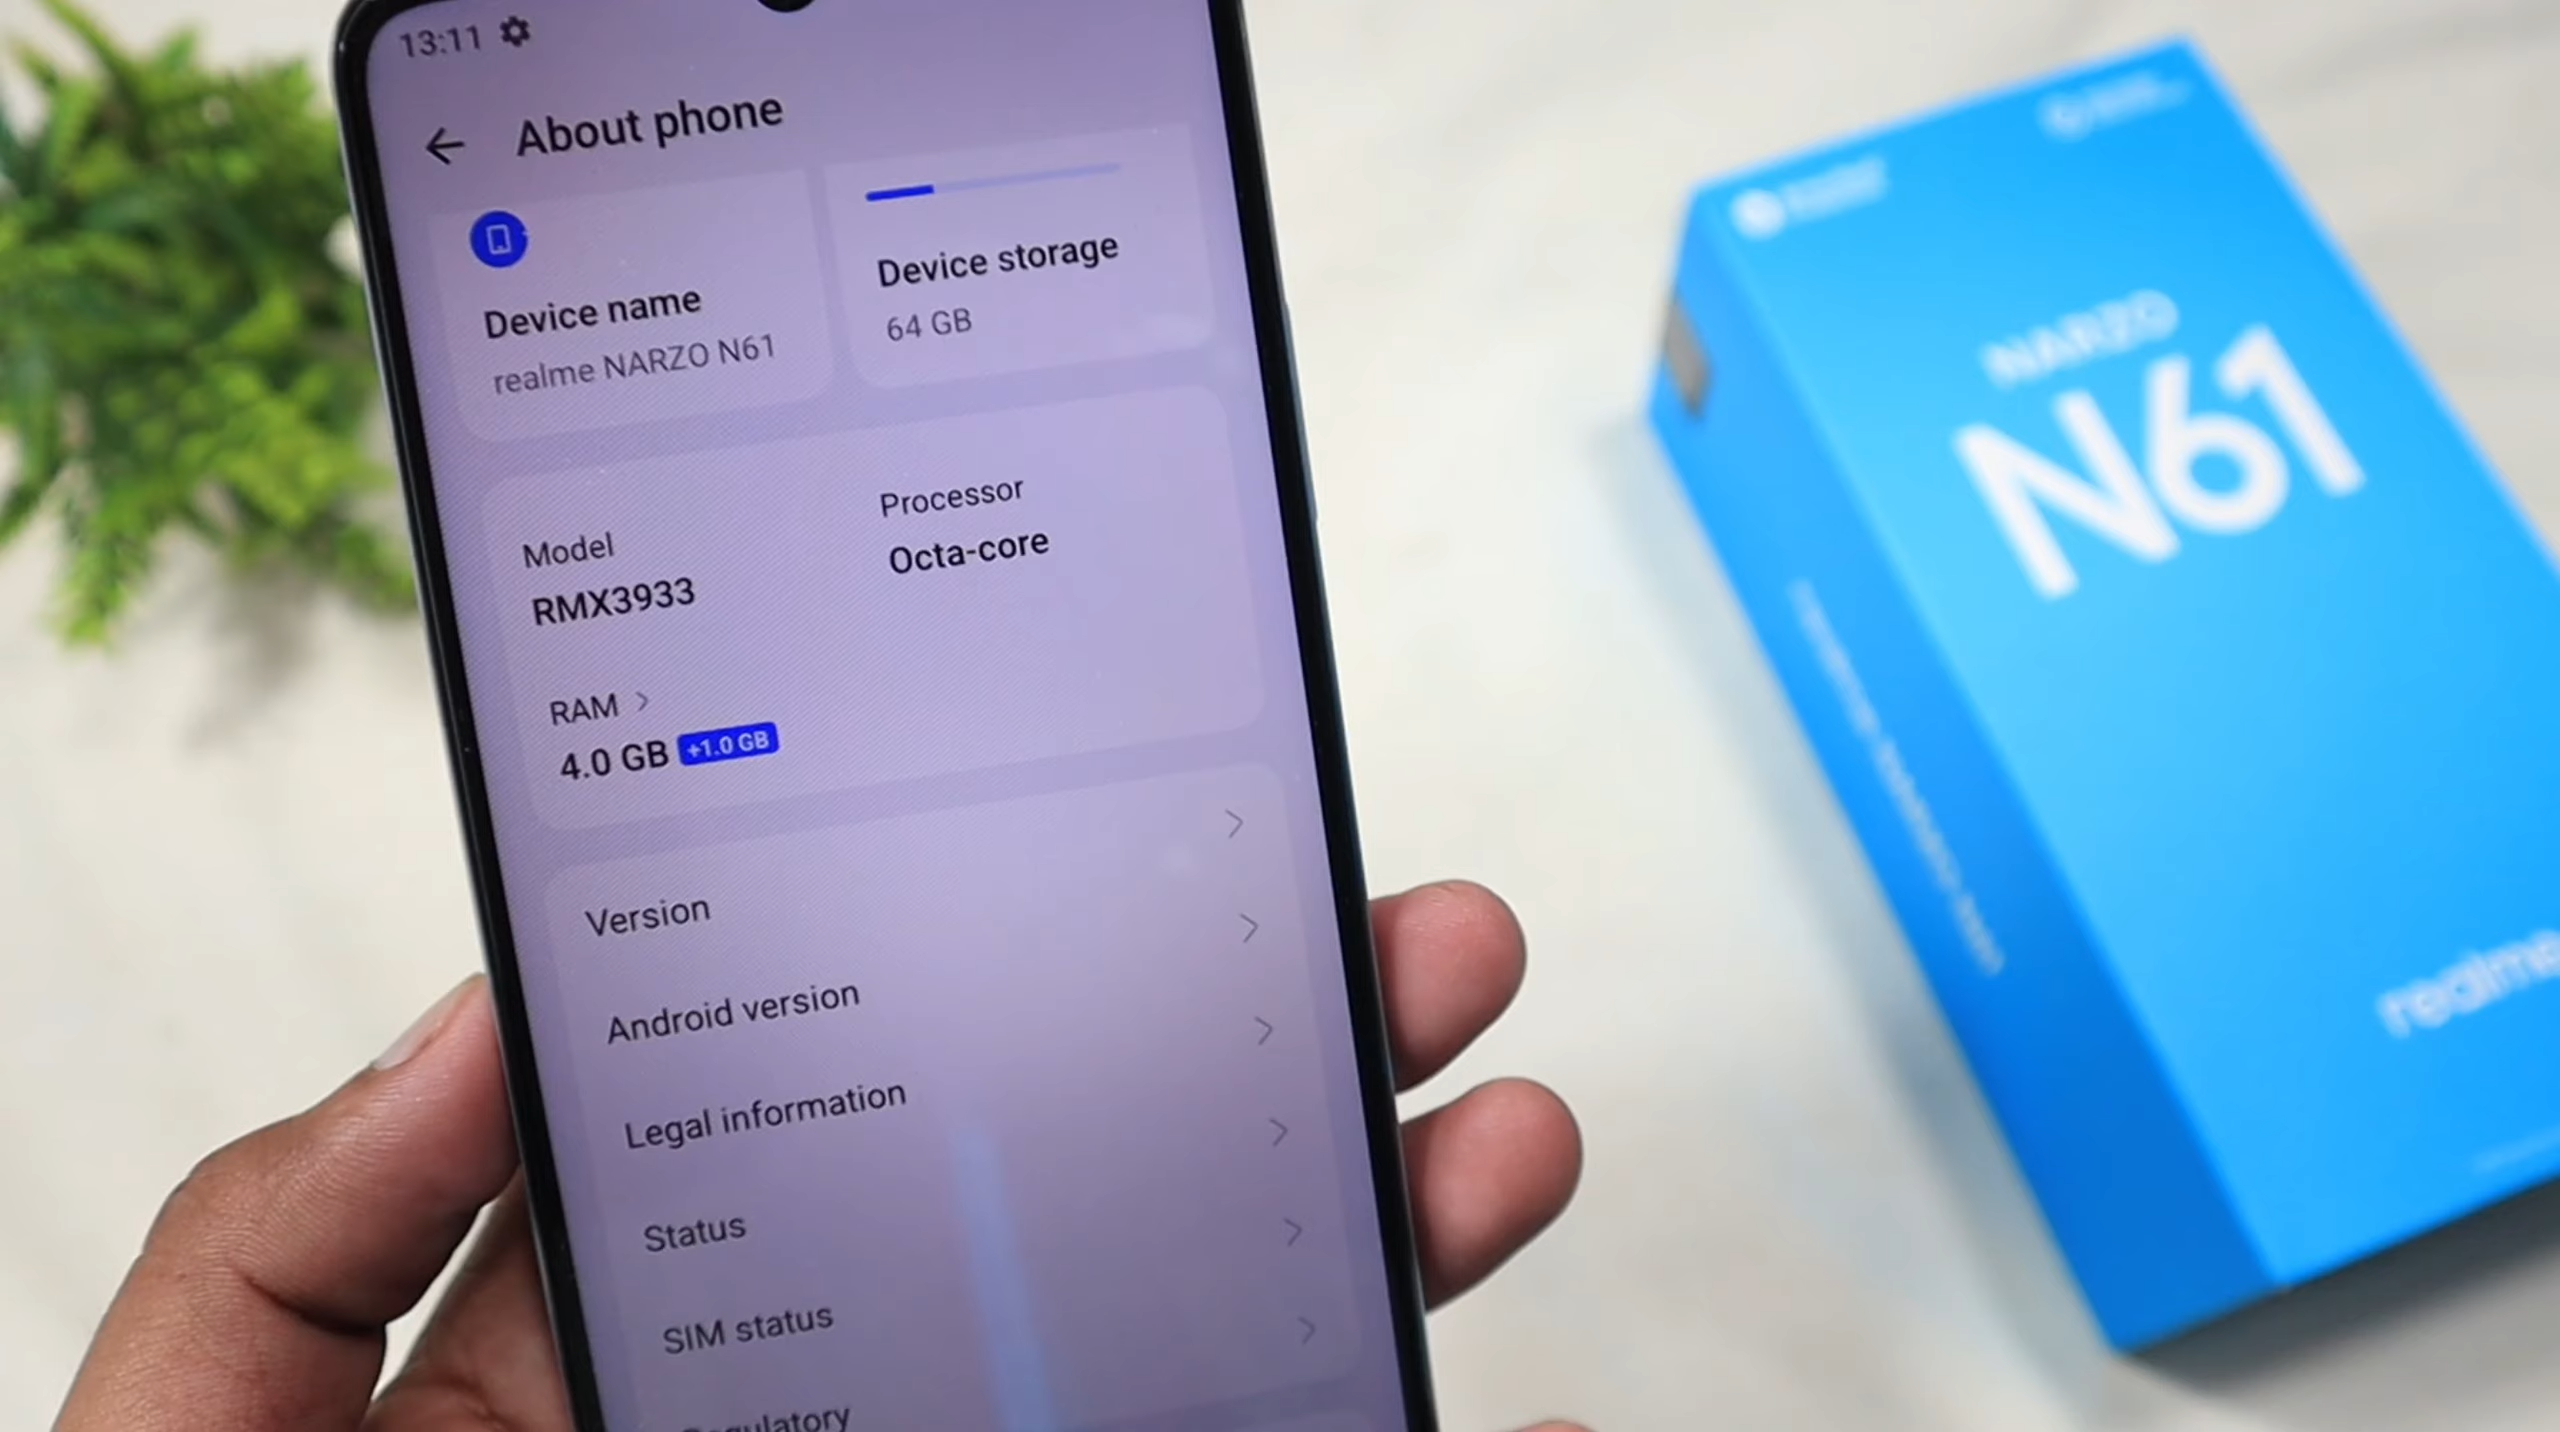 13:11
About phone
Device name
realme NARZO N61
Device storage
64 GB
Model
RMX3933
Processor
Octa-core
RAM
4.0 GB +1.0 GB
Version
Android version
Legal information
Status
SIM status
Regulatory
NARZO
N61
realme